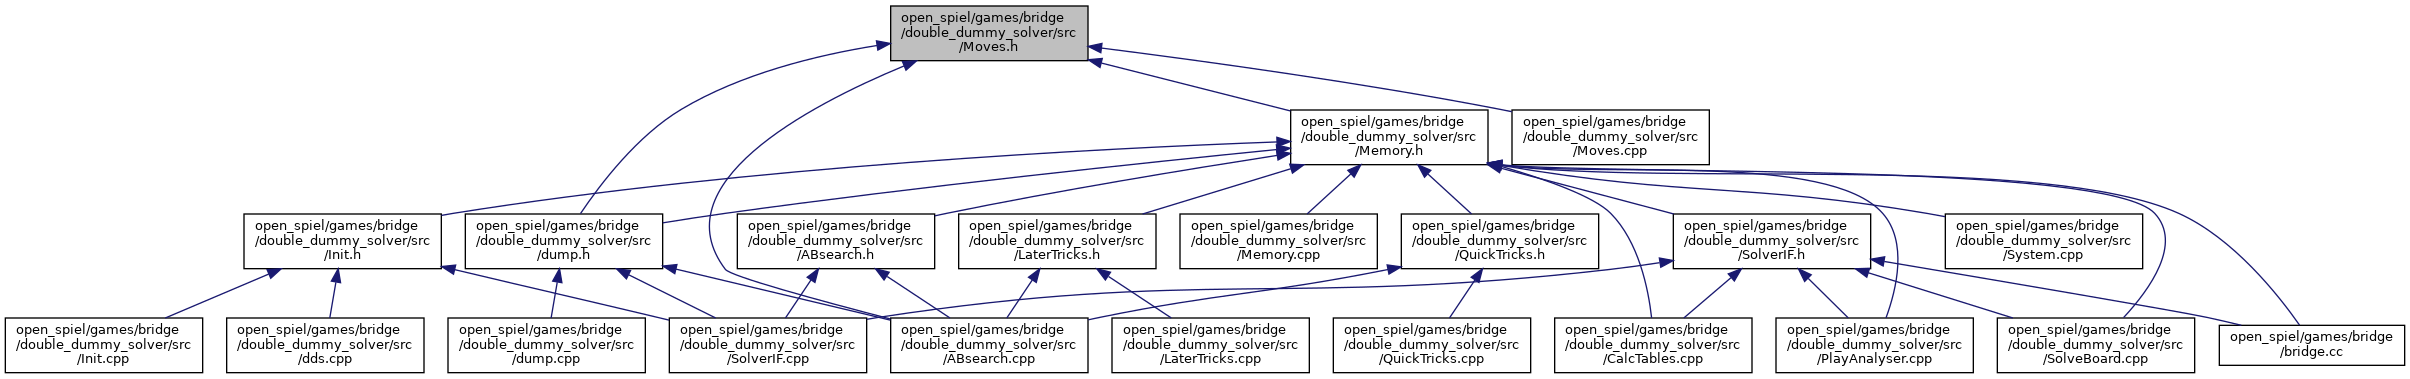 open_spiel/games/bridge
/double_dummy_solver/src
/Moves.h
open_spiel/games/bridge
/double_dummy_solver/src
/Memory.h
open_spiel/games/bridge
/double_dummy_solver/src
/Moves.cpp
open_spiel/games/bridge
/double_dummy_solver/src
/Init.h
open_spiel/games/bridge
/double_dummy_solver/src
/dump.h
open_spiel/games/bridge
/double_dummy_solver/src
/ABsearch.h
open_spiel/games/bridge
/double_dummy_solver/src
/LaterTricks.h
open_spiel/games/bridge
/double_dummy_solver/src
/Memory.cpp
open_spiel/games/bridge
/double_dummy_solver/src
/QuickTricks.h
open_spiel/games/bridge
/double_dummy_solver/src
/SolverIF.h
open_spiel/games/bridge
/double_dummy_solver/src
/System.cpp
open_spiel/games/bridge
/double_dummy_solver/src
/Init.cpp
open_spiel/games/bridge
/double_dummy_solver/src
/dds.cpp
open_spiel/games/bridge
/double_dummy_solver/src
/dump.cpp
open_spiel/games/bridge
/double_dummy_solver/src
/SolverIF.cpp
open_spiel/games/bridge
/double_dummy_solver/src
/ABsearch.cpp
open_spiel/games/bridge
/double_dummy_solver/src
/LaterTricks.cpp
open_spiel/games/bridge
/double_dummy_solver/src
/QuickTricks.cpp
open_spiel/games/bridge
/double_dummy_solver/src
/CalcTables.cpp
open_spiel/games/bridge
/double_dummy_solver/src
/PlayAnalyser.cpp
open_spiel/games/bridge
/double_dummy_solver/src
/SolveBoard.cpp
open_spiel/games/bridge
/bridge.cc